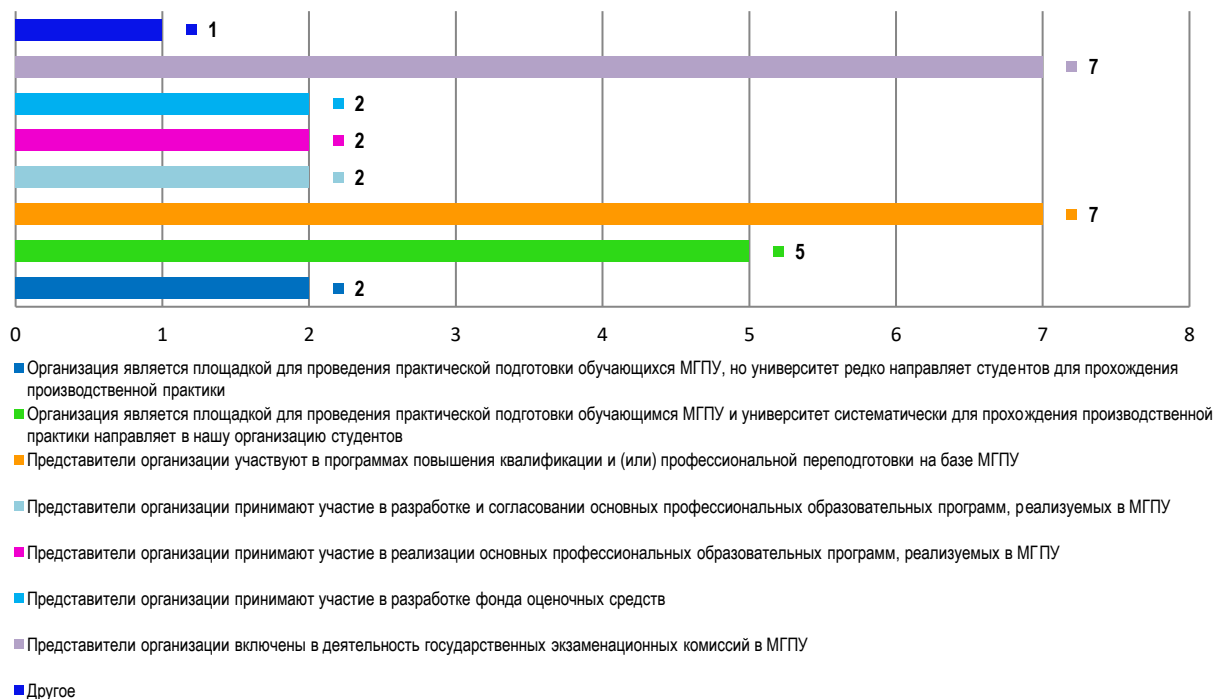 1
7
2
2
2
7
5
2
0 1 2 3 4 5 6 7 8
Организация является площадкой для проведения практической подготовки обучающихся МГПУ, но университет редко направляет студентов для прохождения
производственной практики
Организация является площадкой для проведения практической подготовки обучающимся МГПУ и университет систематически для прохождения производственной
практики направляет в нашу организацию студентов
Представители организации участвуют в программах повышения квалификации и (или) профессиональной переподготовки на базе МГПУ
Представители организации принимают участие в разработке и согласовании основных профессиональных образовательных программ, реализуемых в МГПУ
Представители организации принимают участие в реализации основных профессиональных образовательных программ, реализуемых в МГПУ
Представители организации принимают участие в разработке фонда оценочных средств
Представители организации включены в деятельность государственных экзаменационных комиссий в МГПУ
Другое